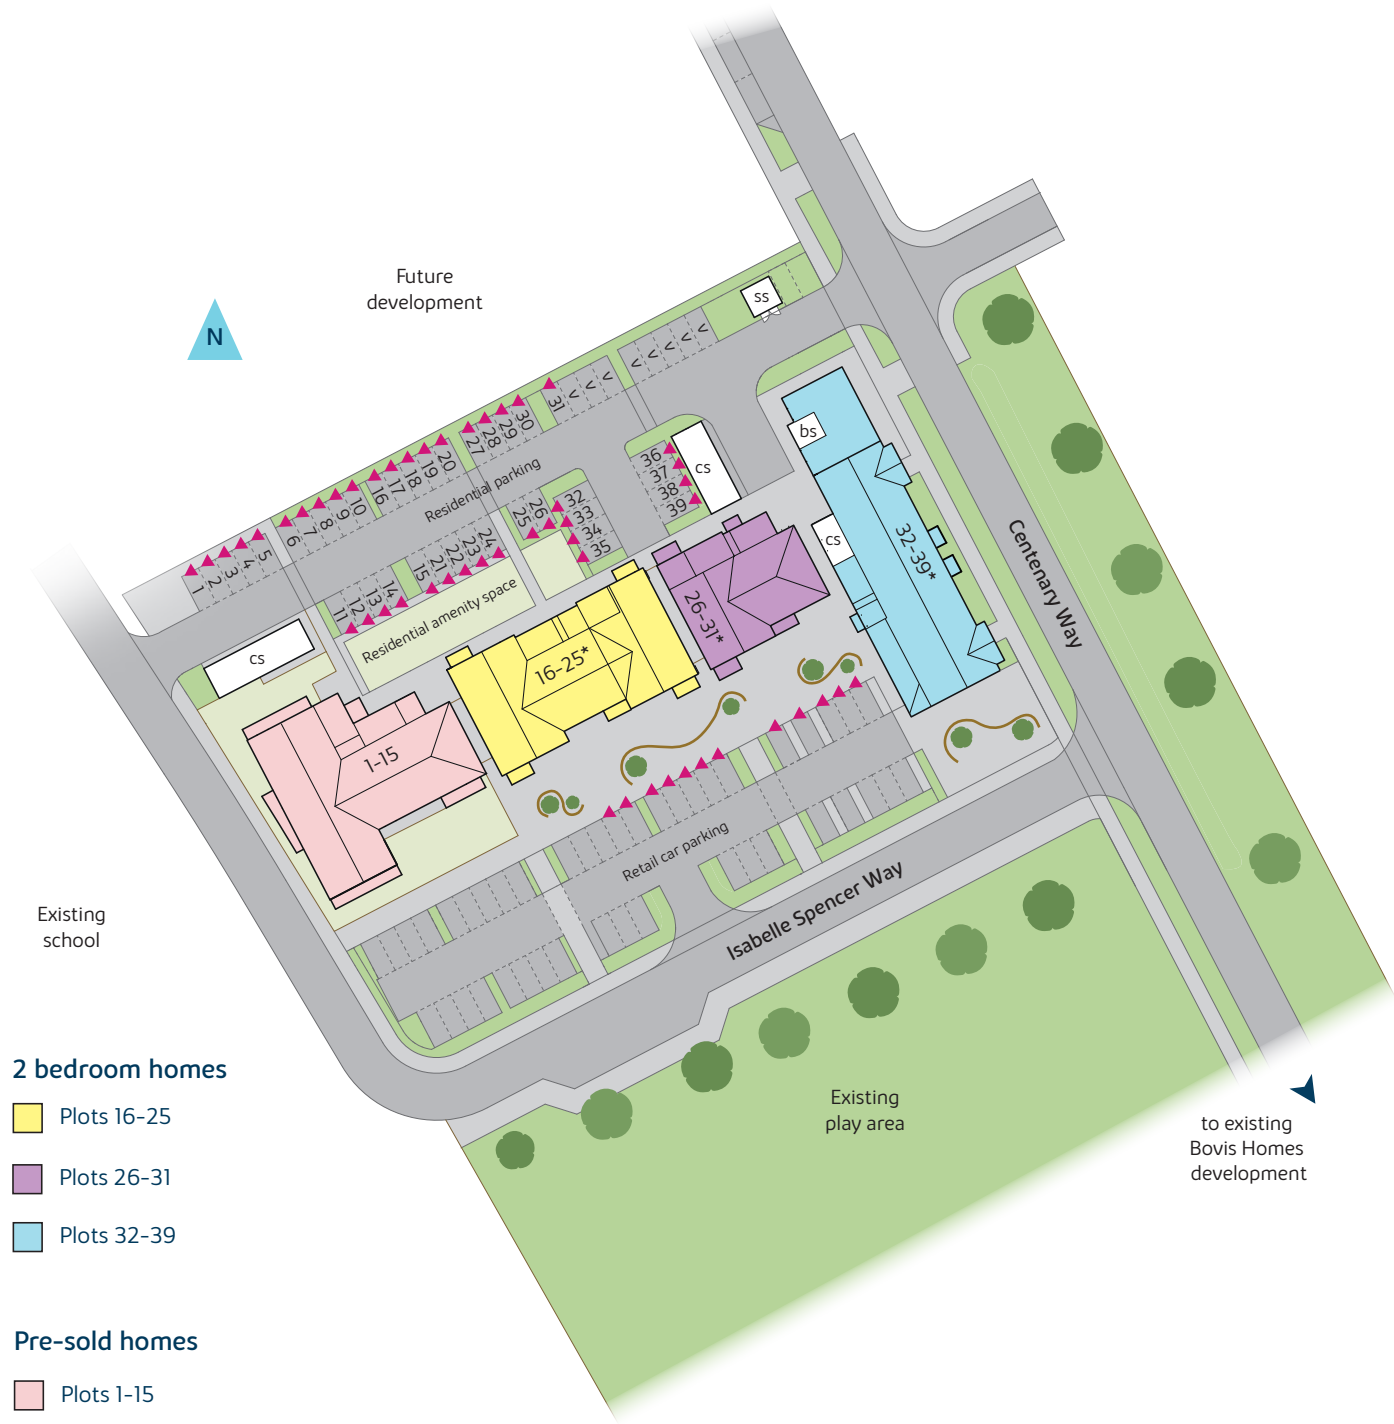 Future
development
N
ss
v v v v v
31 v v v
27 28 29 30
16 17 18 19 20
6 7 8 9 10
1 2 3 4 5
Residential parking
36
37
38
39
cs
bs
cs
25 26
32
33
34
35
15 21 22 23 24
11 12 13 14
Residential amenity space
cs
32-39*
26-31*
16-25*
1-15
Centenary Way
Retail car parking
Isabelle Spencer Way
Existing
school
Existing
play area
to existing
Bovis Homes
development
2 bedroom homes
Plots 16-25
Plots 26-31
Plots 32-39
Pre-sold homes
Plots 1-15